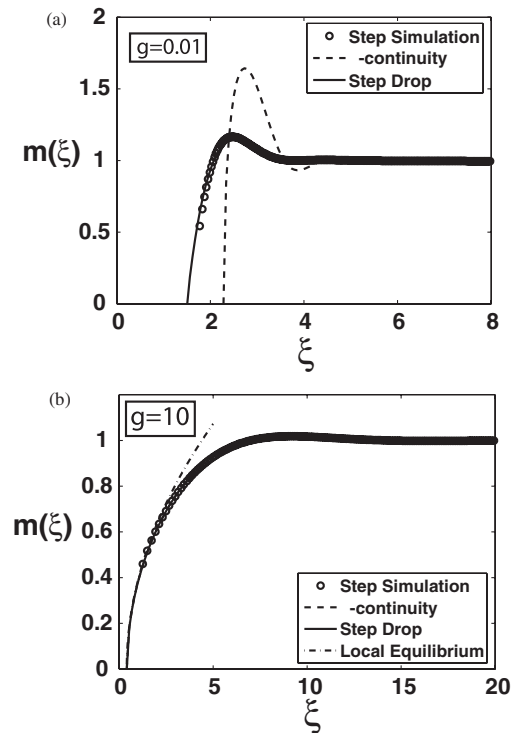 (a)
2
g=0.01
Step Simulation
-continuity
Step Drop
1.5
m(ξ)
1
0.5
0
0 2 4 6 8
ξ
(b)
g=10
1
0.8
m(ξ)
0.6
0.4
0.2
0
Step Simulation
-continuity
Step Drop
Local Equilibrium
0 5 10 15 20
ξ